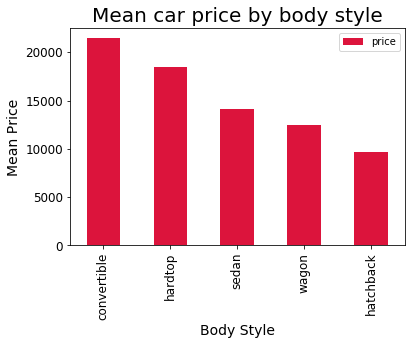 Mean car price by body style
price
20000
15000
10000
5000
0
Mean Price
convertible
hardtop
sedan
wagon
hatchback
Body Style